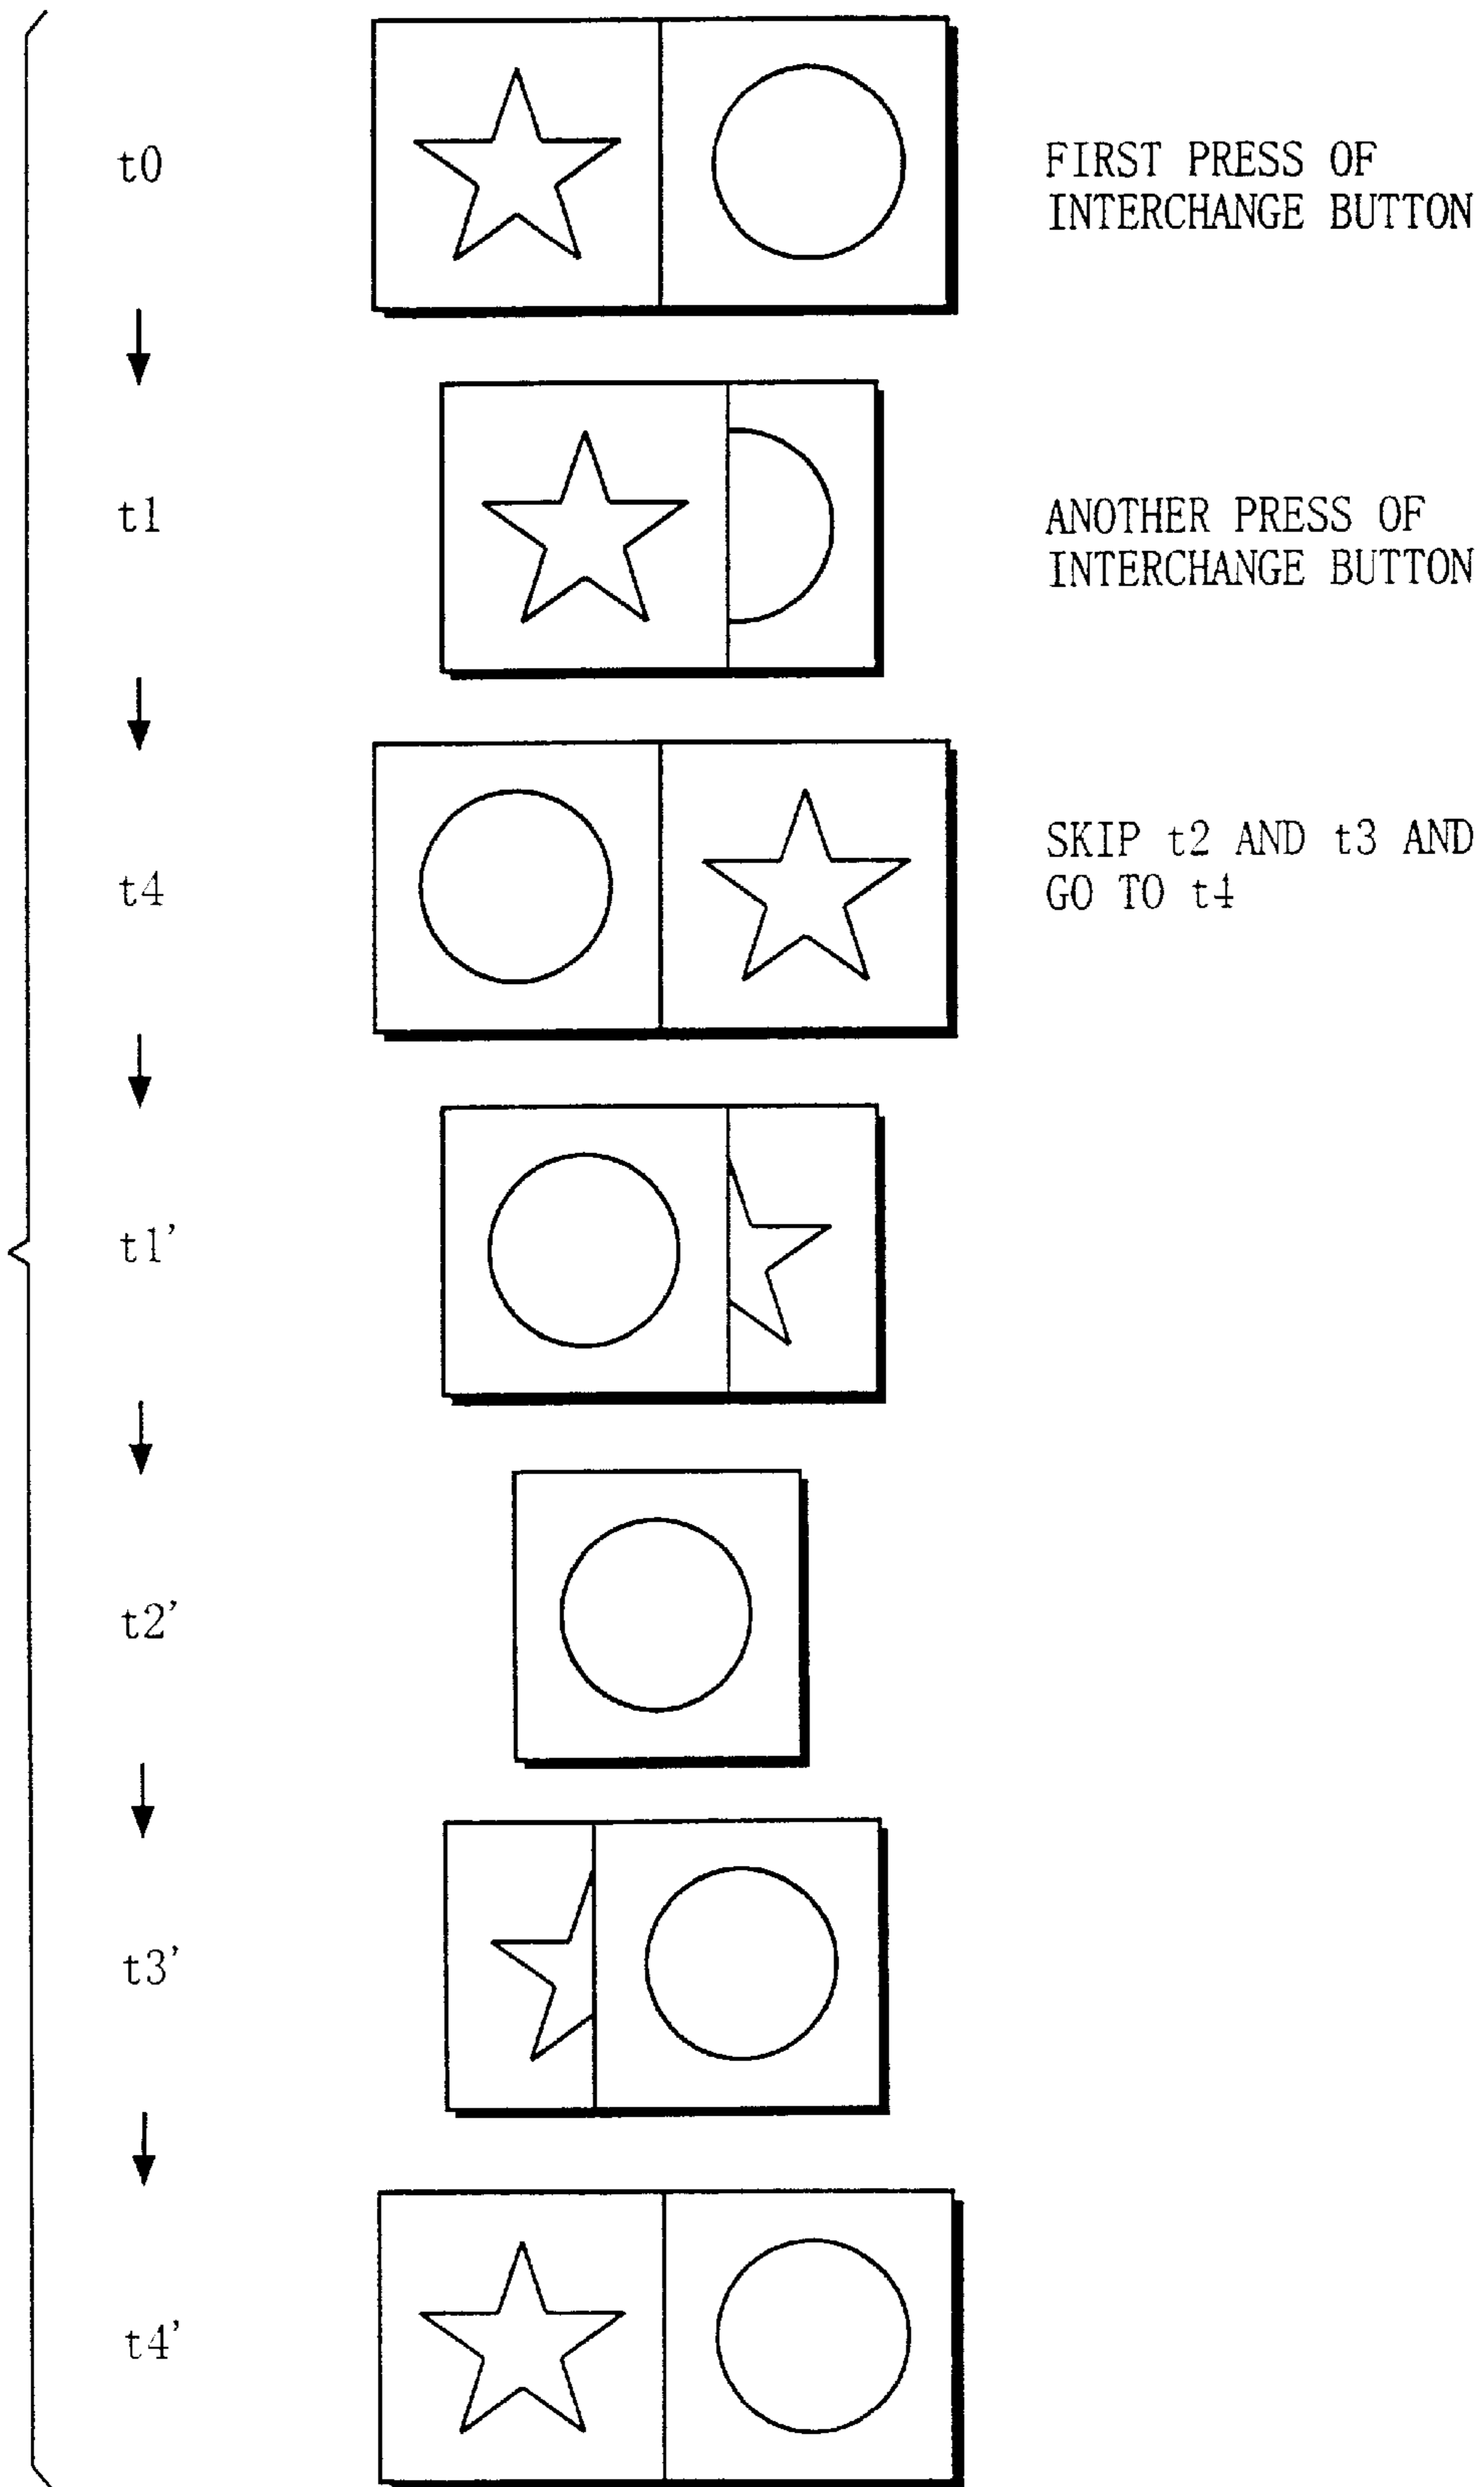 t0
FIRST PRESS OF
INTERCHANGE BUTTON
t1
ANOTHER PRESS OF
INTERCHANGE BUTTON
t4
SKIP t2 AND t3 AND
GO TO t4
t1'
t2'
t3'
t4'